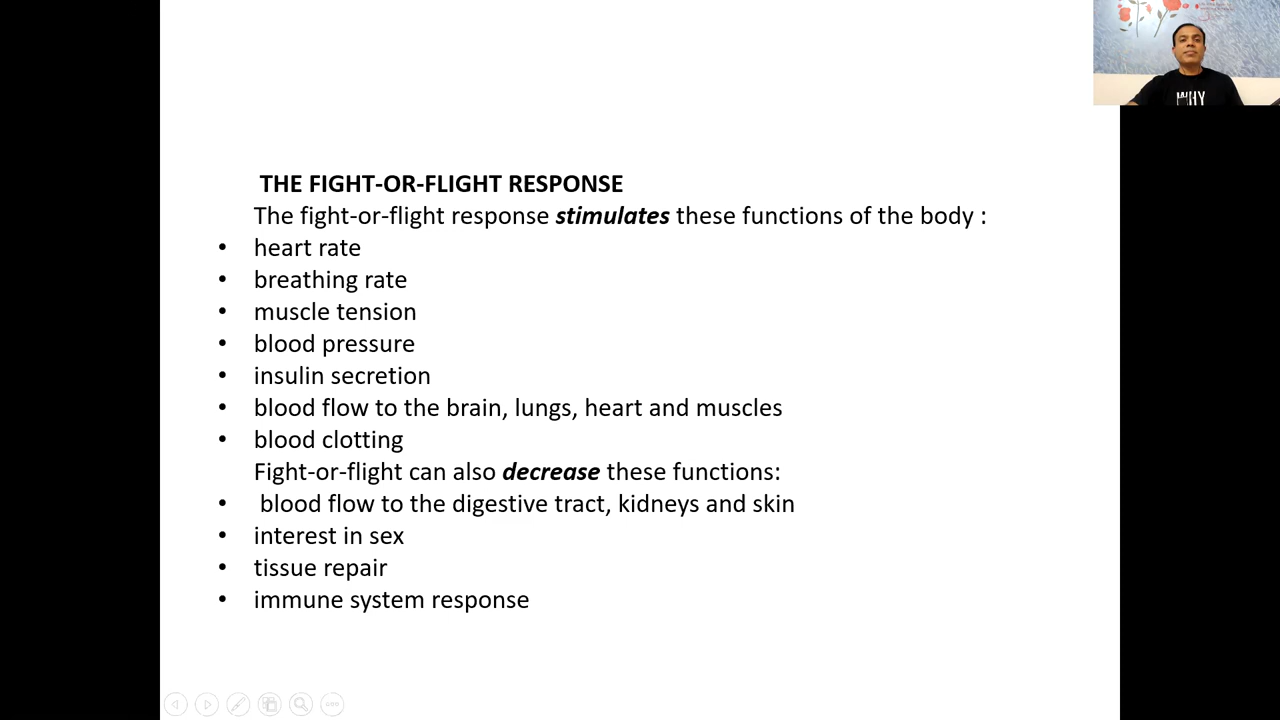 THE FIGHT-OR-FLIGHT RESPONSE
The fight-or-flight response stimulates these functions of the body :
• heart rate
• breathing rate
• muscle tension
• blood pressure
• insulin secretion
• blood flow to the brain, lungs, heart and muscles
• blood clotting
Fight-or-flight can also decrease these functions:
• blood flow to the digestive tract, kidneys and skin
• interest in sex
• tissue repair
• immune system response
WHY